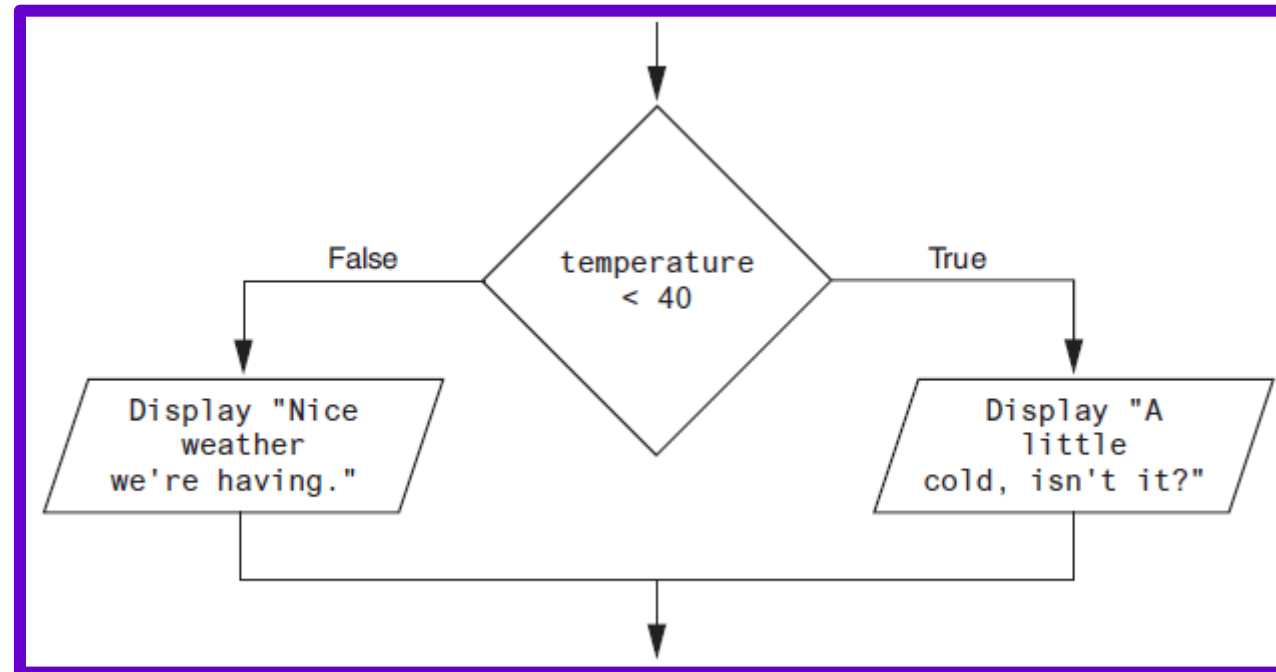 False
temperature
< 40
True
Display "Nice
weather
we're having."
Display "A
little
cold, isn't it?"